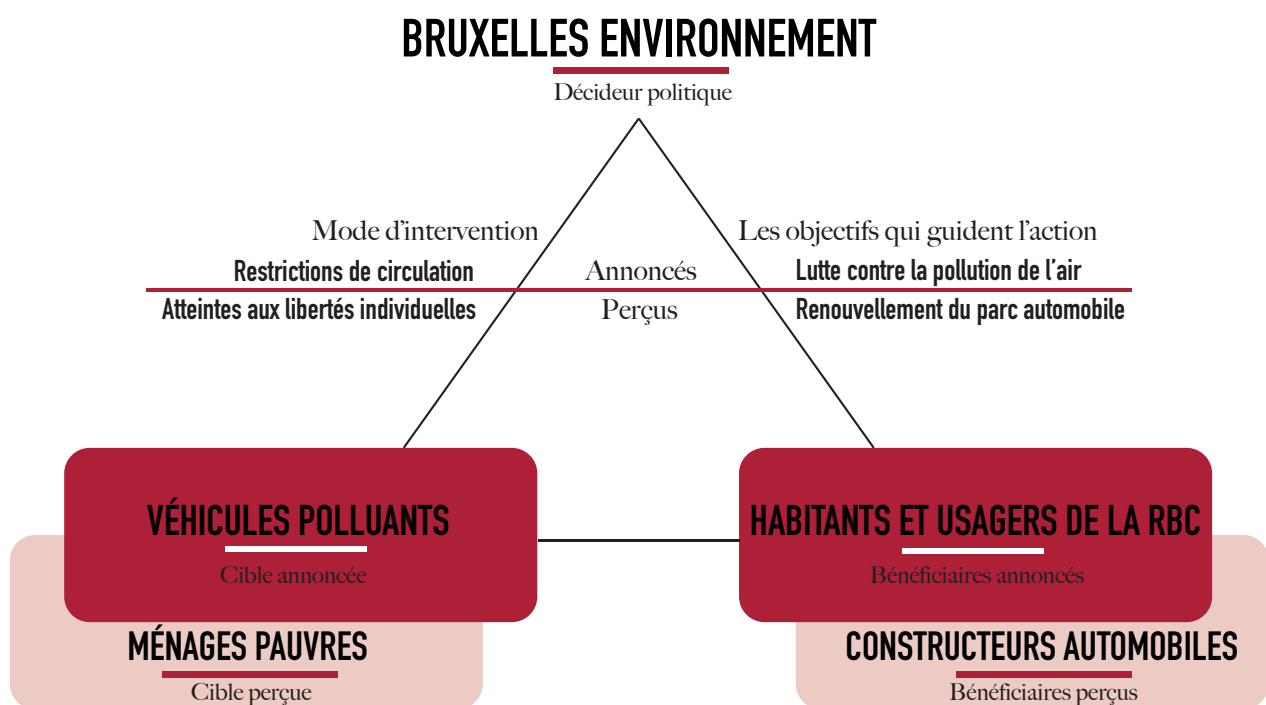 BRUXELLES ENVIRONNEMENT
Décideur politique
Mode d'intervention
Les objectifs qui guident l'action
Restrictions de circulation
Annoncés
Lutte contre la pollution de l'air
Atteintes aux libertés individuelles
Perçus
Renouvellement du parc automobile
VÉHICULES POLLUANTS
Cible annoncée
HABITANTS ET USAGERS DE LA RBC
Bénéficiaires annoncés
MÉNAGES PAUVRES
Cible perçue
CONSTRUCTEURS AUTOMOBILES
Bénéficiaires perçus